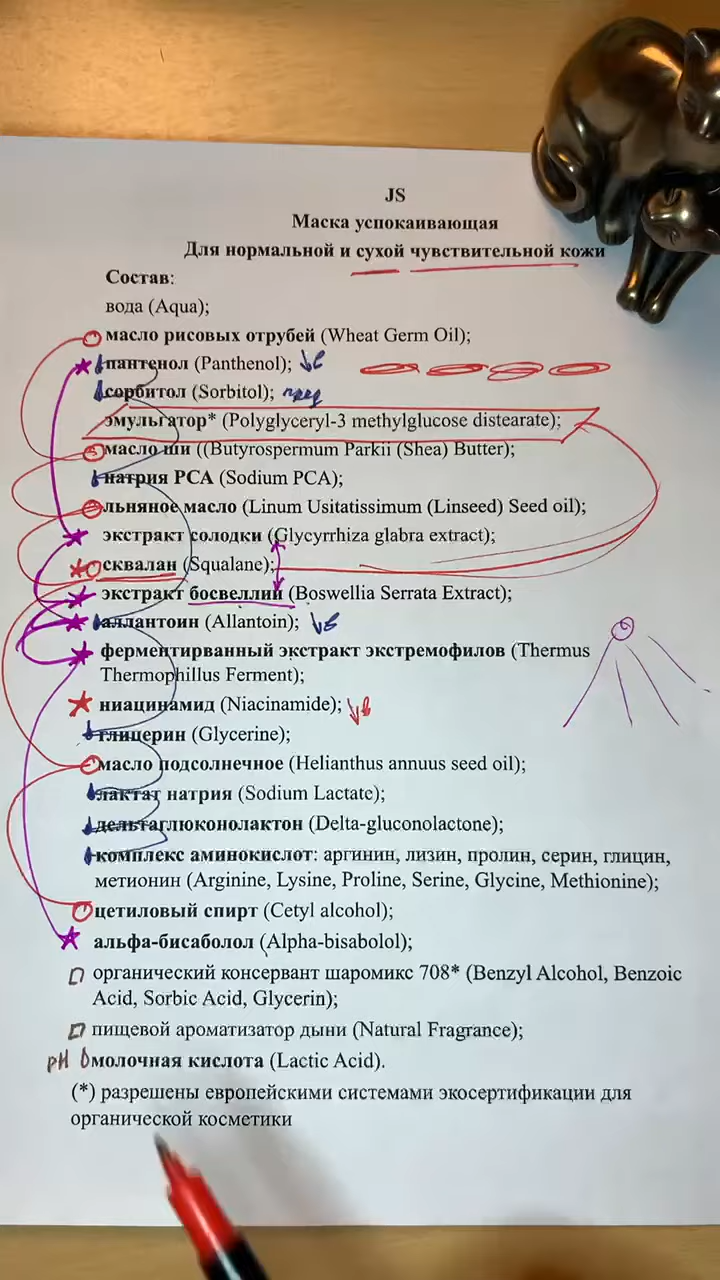 JS
Маска успокаивающая
Для нормальной и сухой чувствительной кожи
Состав:
вода (Aqua);
масло рисовых отрубей (Wheat Germ Oil);
пантенол (Panthenol); ↓В
сорбитол (Sorbitol);
эмульгатор* (Polyglyceryl-3 methylglucose distearate);
масло ши ((Butyrospermum Parkii (Shea) Butter);
натрия PCA (Sodium PCA);
льняное масло (Linum Usitatissimum (Linseed) Seed oil);
экстракт солодки (Glycyrrhiza glabra extract);
сквалан (Squalane);
экстракт босвеллии (Boswellia Serrata Extract);
аллантоин (Allantoin); ↓В
ферментирванный экстракт экстремофилов (Thermus
Thermophillus Ferment);
ниацинамид (Niacinamide); ↓В
глицерин (Glycerine);
масло подсолнечное (Helianthus annuus seed oil);
лактат натрия (Sodium Lactate);
дельтаглюконолактон (Delta-gluconolactone);
комплекс аминокислот: аргинин, лизин, пролин, серин, глицин,
метионин (Arginine, Lysine, Proline, Serine, Glycine, Methionine);
цетиловый спирт (Cetyl alcohol);
альфа-бисаболол (Alpha-bisabolol);
органический консервант шаромикс 708* (Benzyl Alcohol, Benzoic
Acid, Sorbic Acid, Glycerin);
пищевой ароматизатор дыни (Natural Fragrance);
pH молочная кислота (Lactic Acid).
(*) разрешены европейскими системами экосертификации для
органической косметики